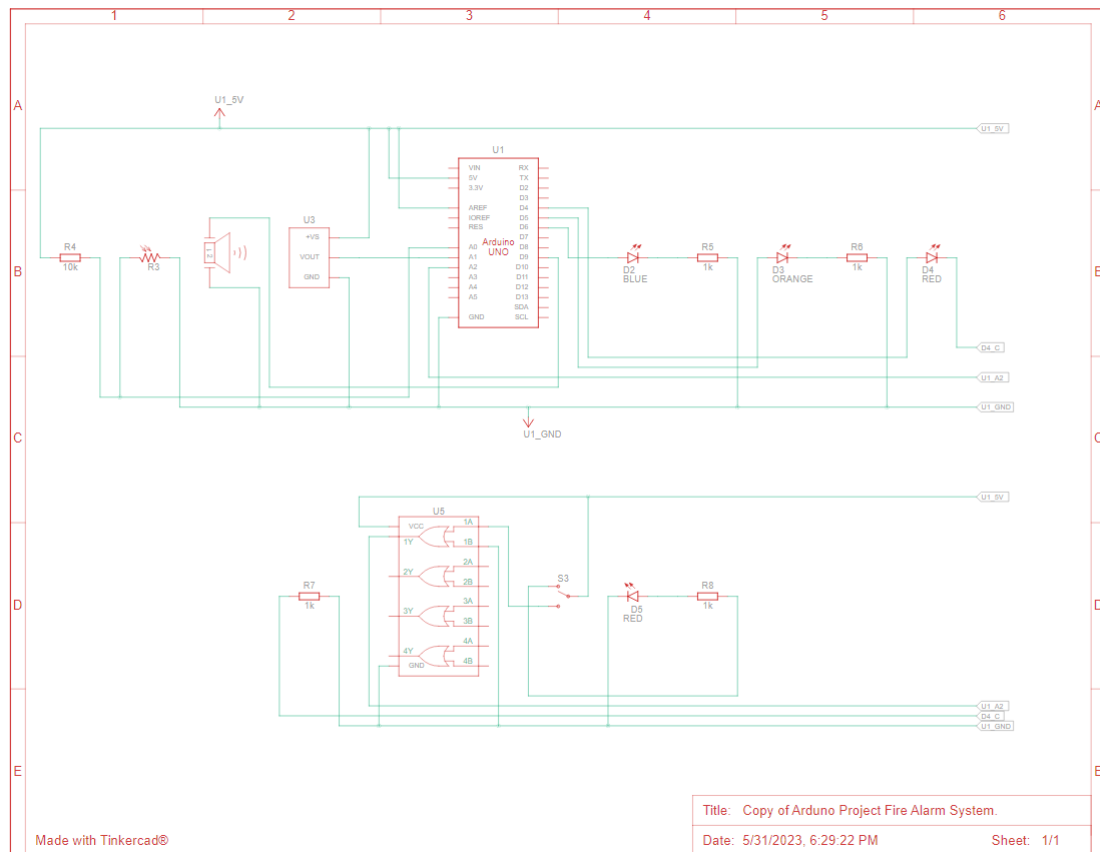 1 2 3 4 5 6
A A
U1_5V
U1_5V
U1
VIN RX
5V TX
3.3V D2
D3
AREF D4
IOREF D5
RES D6
D7
A0 D8
A1 D9
A2 D10
A3 D11
A4 D12
A5 D13
SDA
GND SCL
Arduino
UNO
U3
+VS
VOUT
GND
R4
10k
R3
1 2
B B
D2
BLUE
R5
1k
D3
ORANGE
R6
1k
D4
RED
D4_C
U1_A2
U1_GND
U1_GND
C C
U1_5V
U5
VCC 1A
1Y 1B
2A
2Y 2B
3A
3Y 3B
4A
4Y
GND 4B
R7
1k
S3
D5
RED
R8
1k
D D
U1_A2
D4_C
U1_GND
E E
Title: Copy of Arduno Project Fire Alarm System.
Made with Tinkercad®
Date: 5/31/2023, 6:29:22 PM Sheet: 1/1